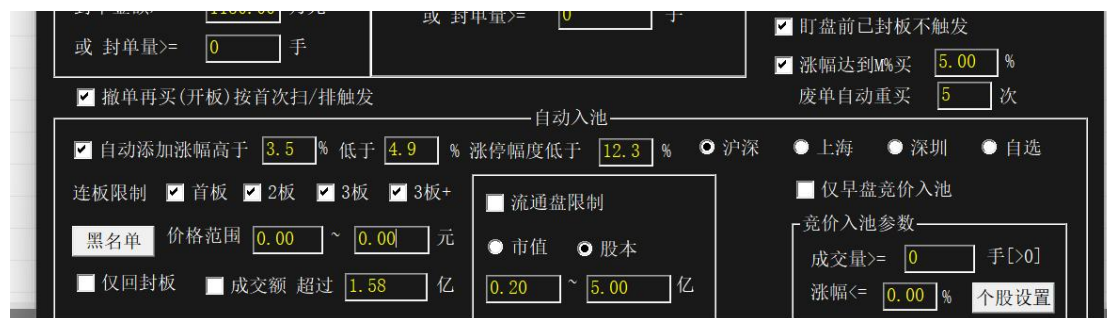 封单金额> 1180.00 万元
或 封单量>= 0 手
或 封单量>= 0 手
盯盘前已封板不触发
涨幅达到M%买 5.00 %
撤单再买(开板)按首次扫/排触发
废单自动重买 5 次
自动入池
自动添加涨幅高于 3.5 % 低于 4.9 % 涨停幅度低于 12.3 % 沪深 上海 深圳 自选
连板限制 首板 2板 3板 3板+
流通盘限制
仅早盘竞价入池
黑名单 价格范围 0.00 ~ 0.00 元
市值 股本
竞价入池参数
成交量>= 0 手[>0]
仅回封板 成交额 超过 1.58 亿
0.20 ~ 5.00 亿
涨幅<= 0.00 % 个股设置